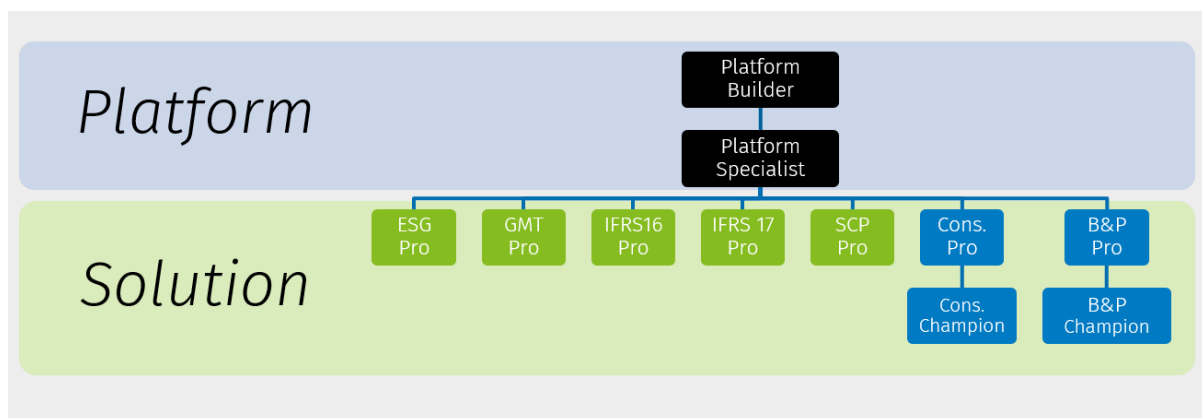 Platform
Platform
Builder
Platform
Specialist
Solution
ESG
Pro
GMT
Pro
IFRS16
Pro
IFRS 17
Pro
SCP
Pro
Cons.
Pro
B&P
Pro
Cons.
Champion
B&P
Champion